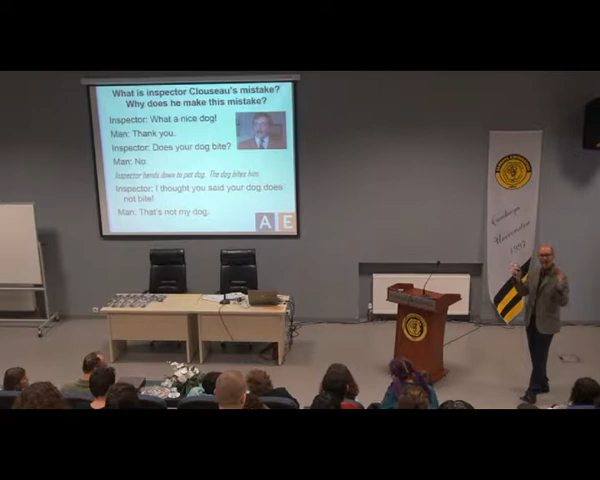 What is inspector Clouseau's mistake?
Why does he make this mistake?
Inspector: What a nice dog!
Man: Thank you.
Inspector: Does your dog bite?
Man: No.
Inspector bends down to pet dog. The dog bites him.
Inspector: I thought you said your dog does
not bite!
Man: That's not my dog.
A E